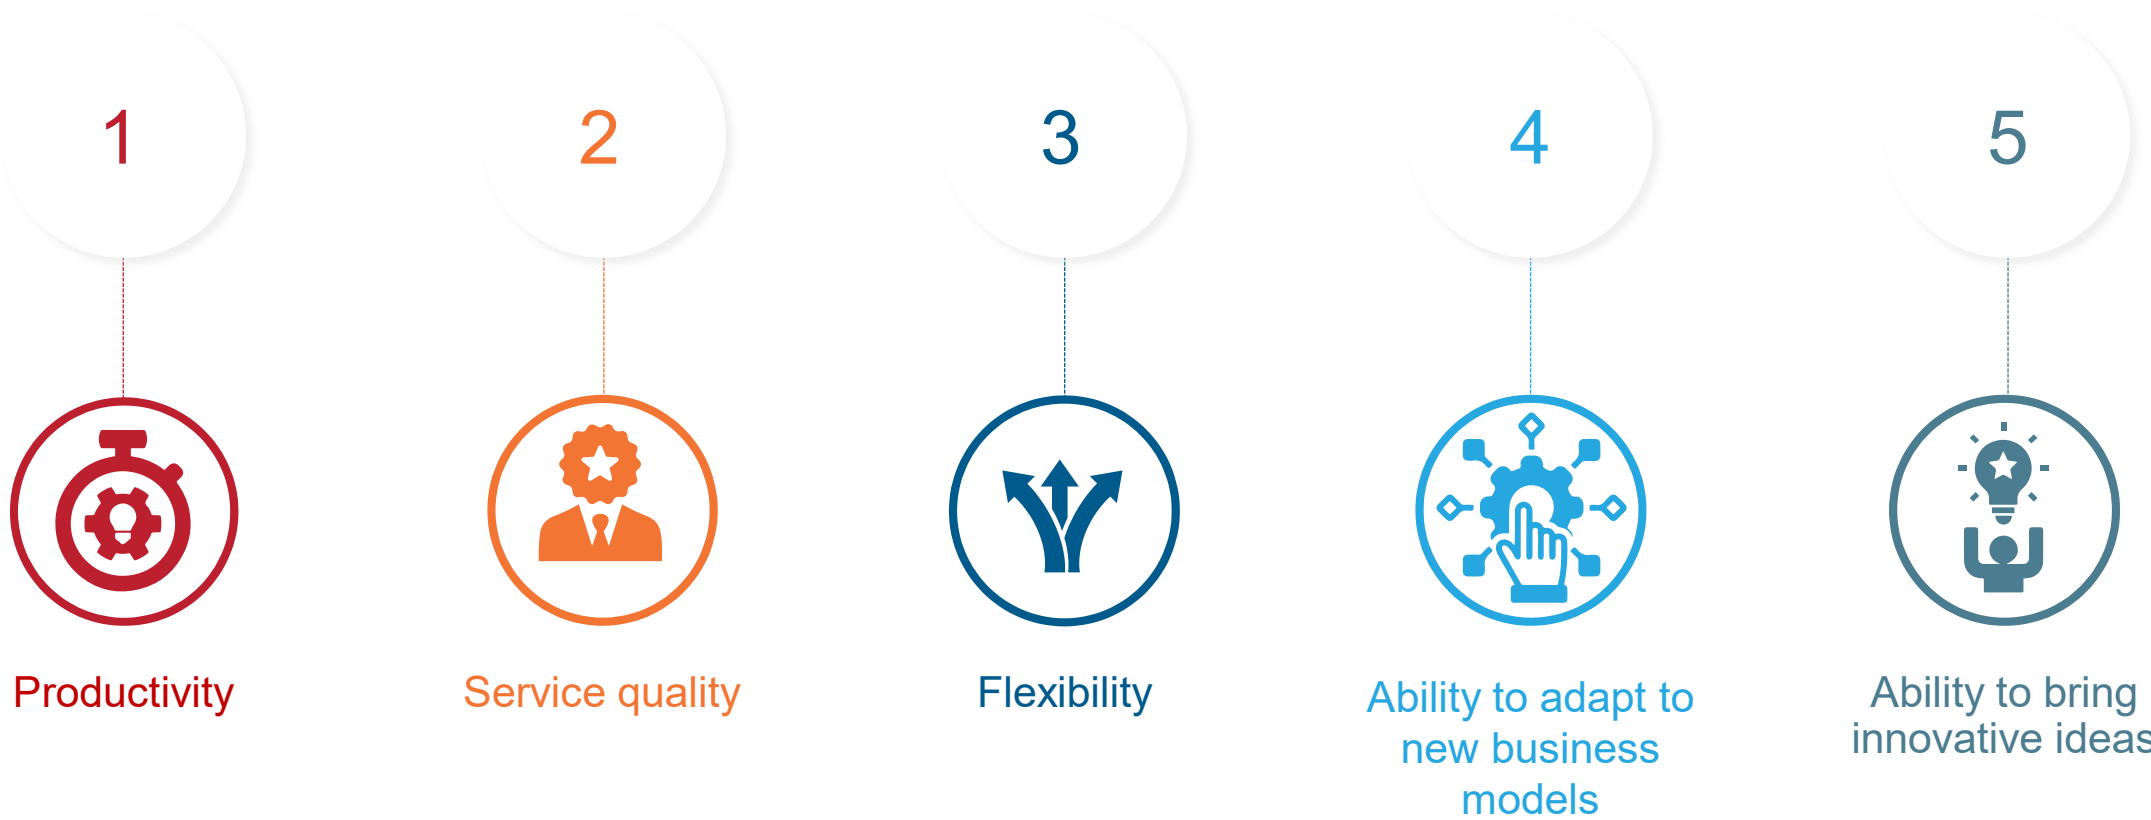 1
2
3
4
5
Productivity
Service quality
Flexibility
Ability to adapt to
new business
models
Ability to bring
innovative ideas